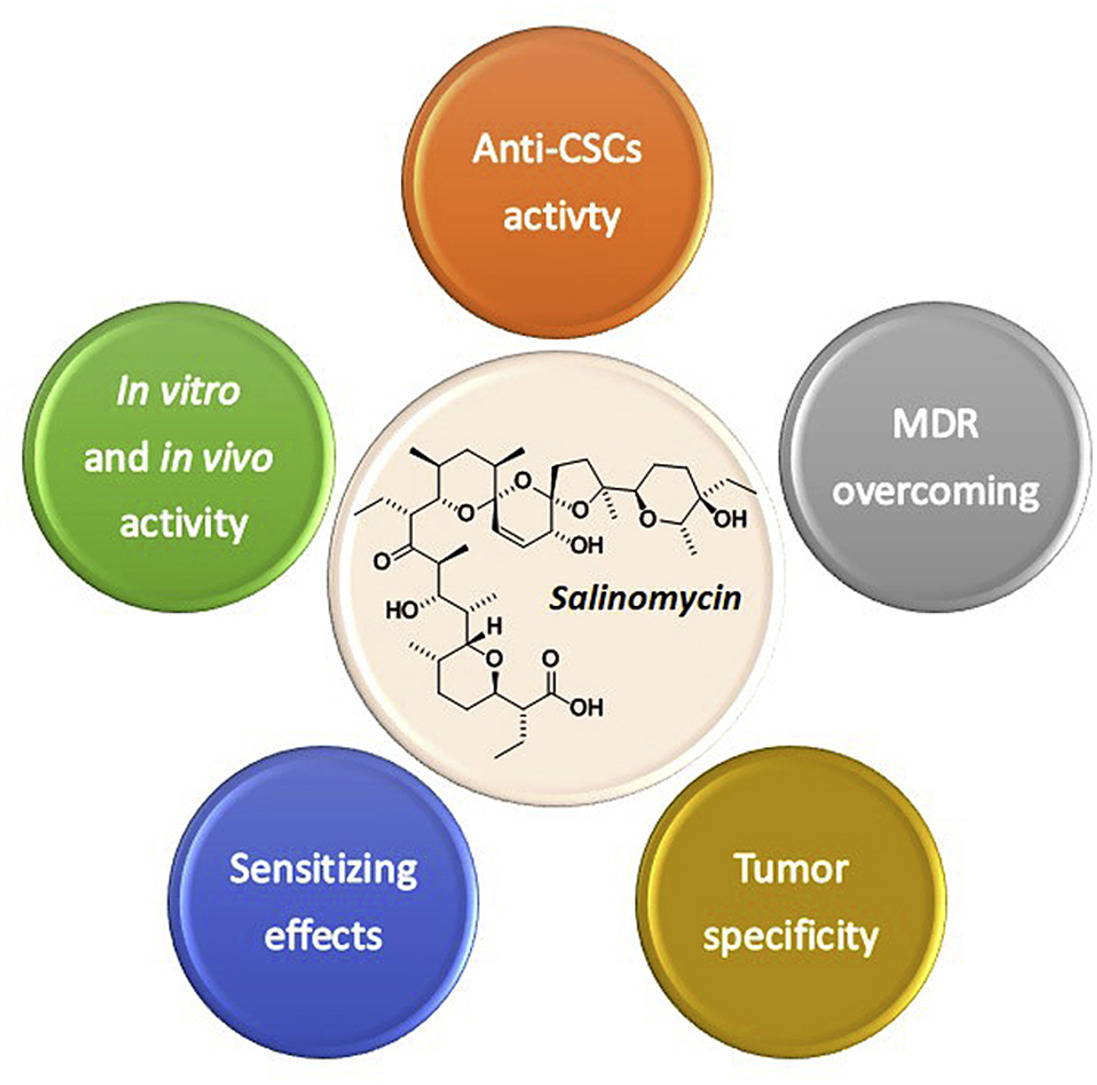 Anti-CSCs
activty
In vitro
and in vivo
activity
MDR
overcoming
O
O
O
O
OH
OH
O
HO
H
O
O
OH
Salinomycin
Sensitizing
effects
Tumor
specificity